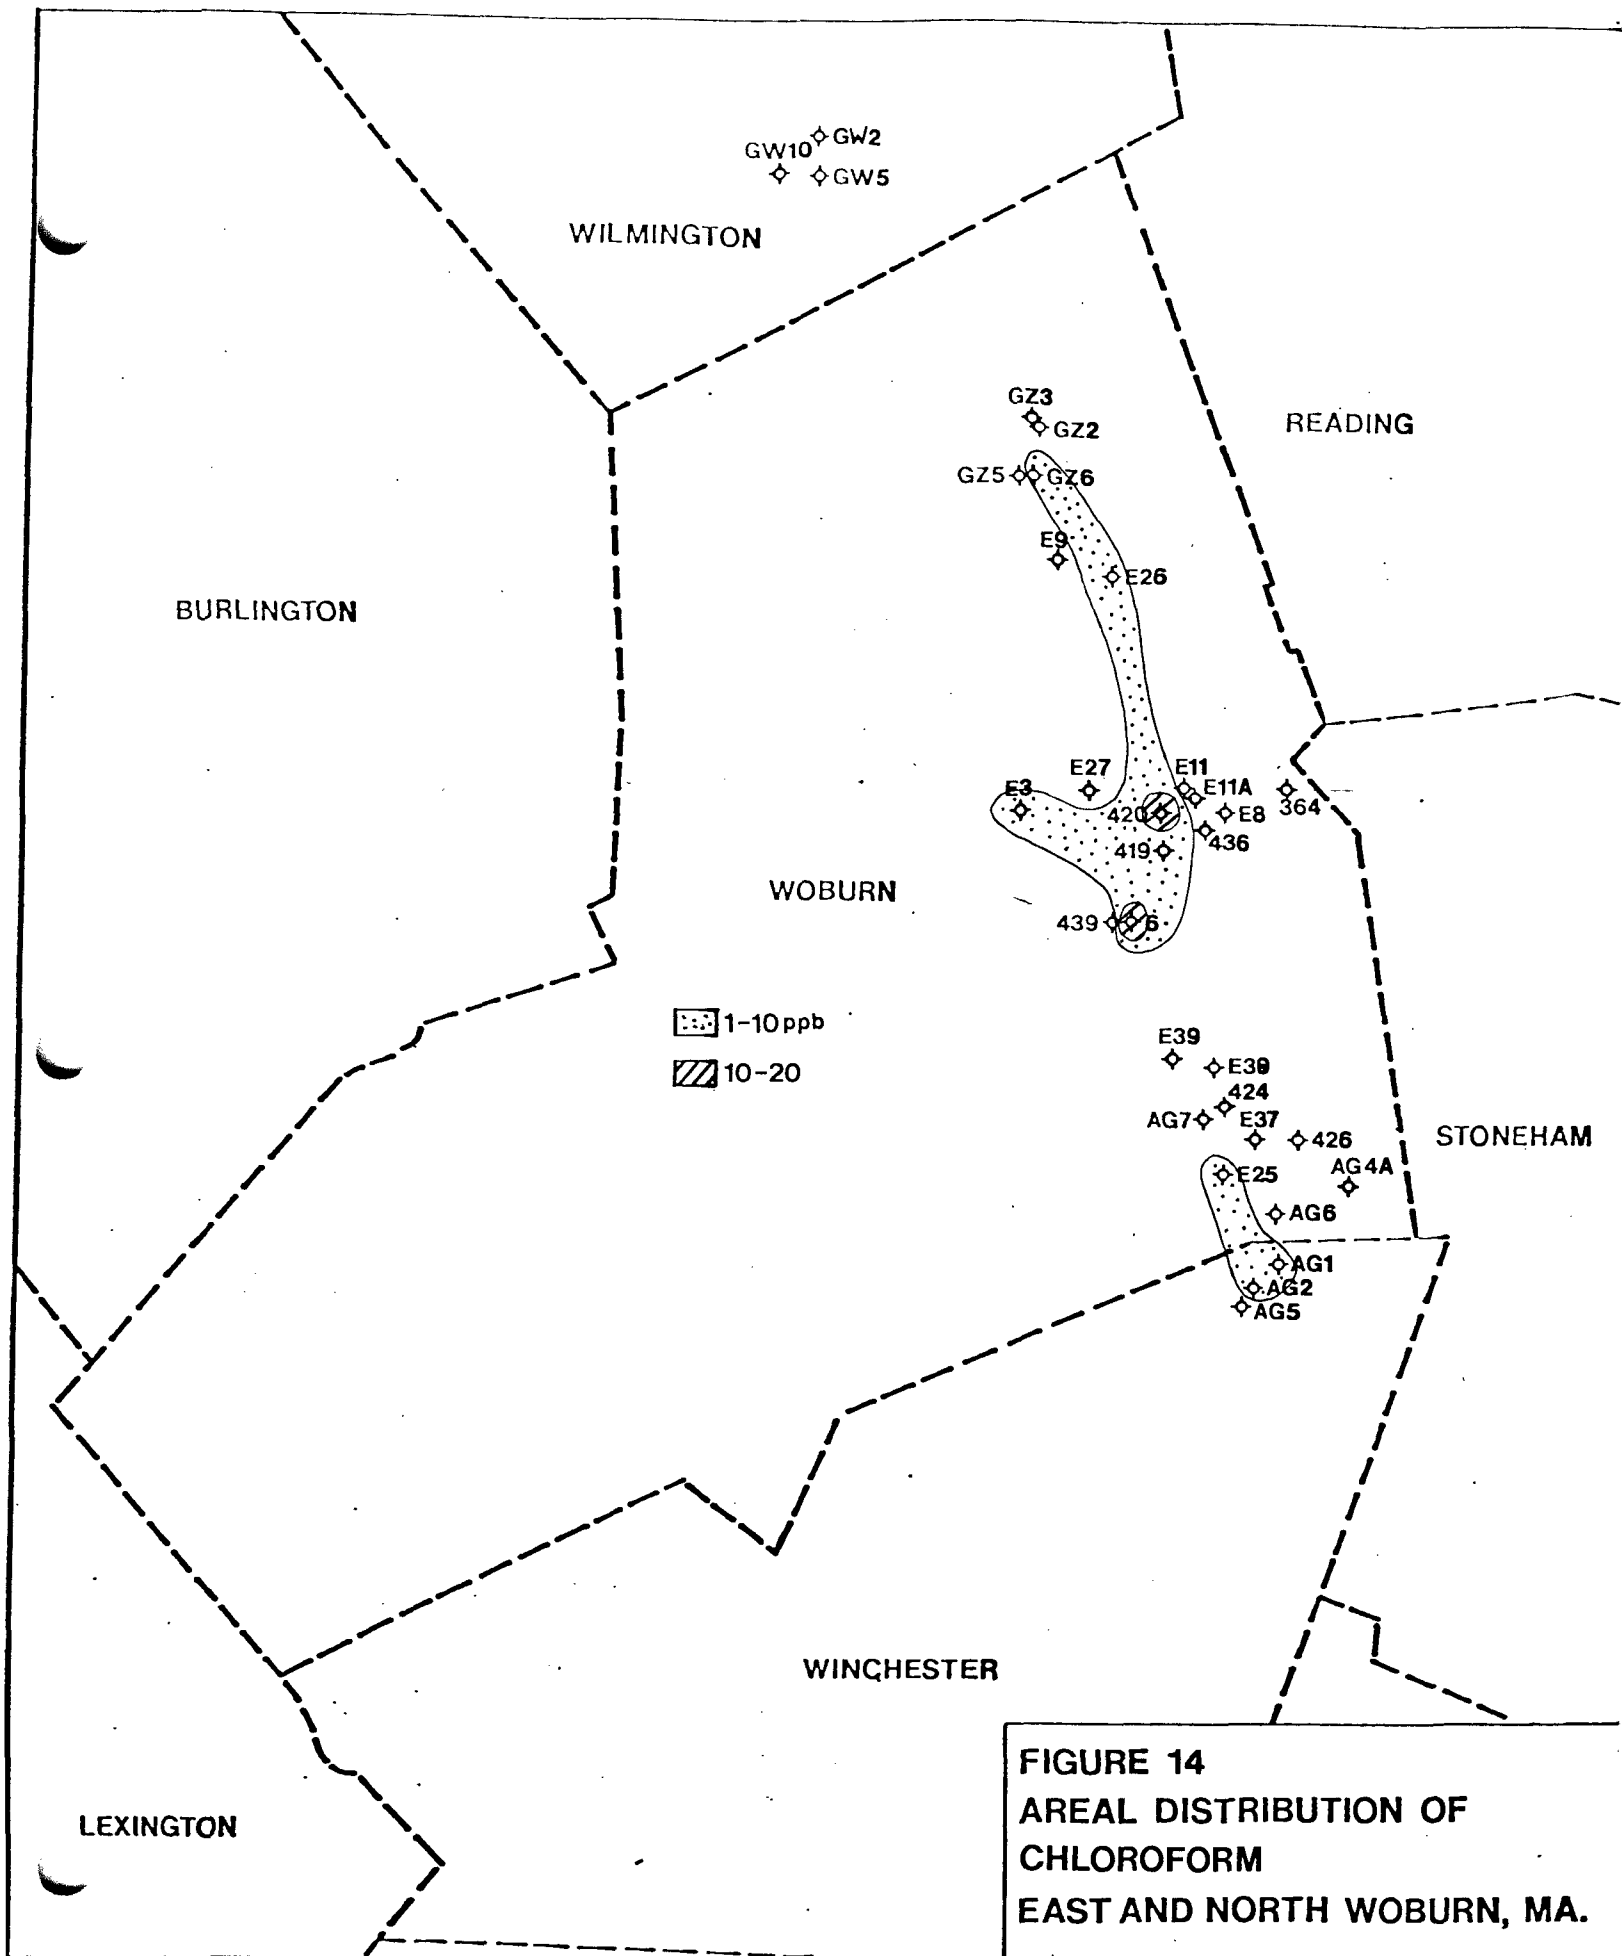 GW2
GW10
GW5
WILMINGTON
GZ3
GZ2
READING
GZ5
GZ6
E9
E26
BURLINGTON
E27
E11
E3
E11A
420
E8
364
436
419
WOBURN
439
6
1-10 ppb
10-20
E39
424
AG7
E37
426
STONEHAM
AG4A
E25
AG6
AG1
AG2
AG5
WINCHESTER
LEXINGTON
FIGURE 14
AREAL DISTRIBUTION OF
CHLOROFORM
EAST AND NORTH WOBURN, MA.